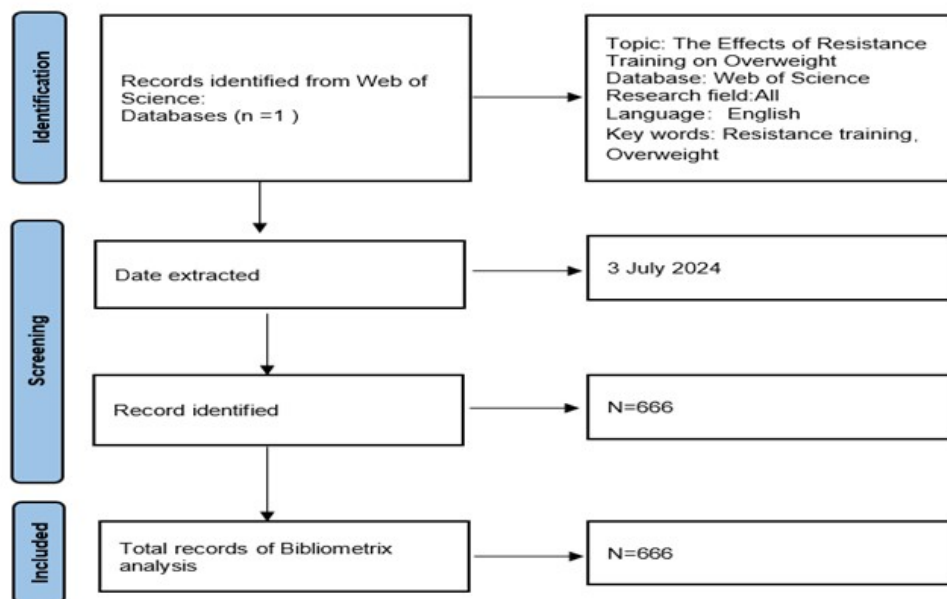 Identification
Records identified from Web of
Science:
Databases (n =1 )
Topic: The Effects of Resistance
Training on Overweight
Database: Web of Science
Research field:All
Language: English
Key words: Resistance training,
Overweight
Screening
Date extracted
3 July 2024
Record identified
N=666
Included
Total records of Bibliometrix
analysis
N=666